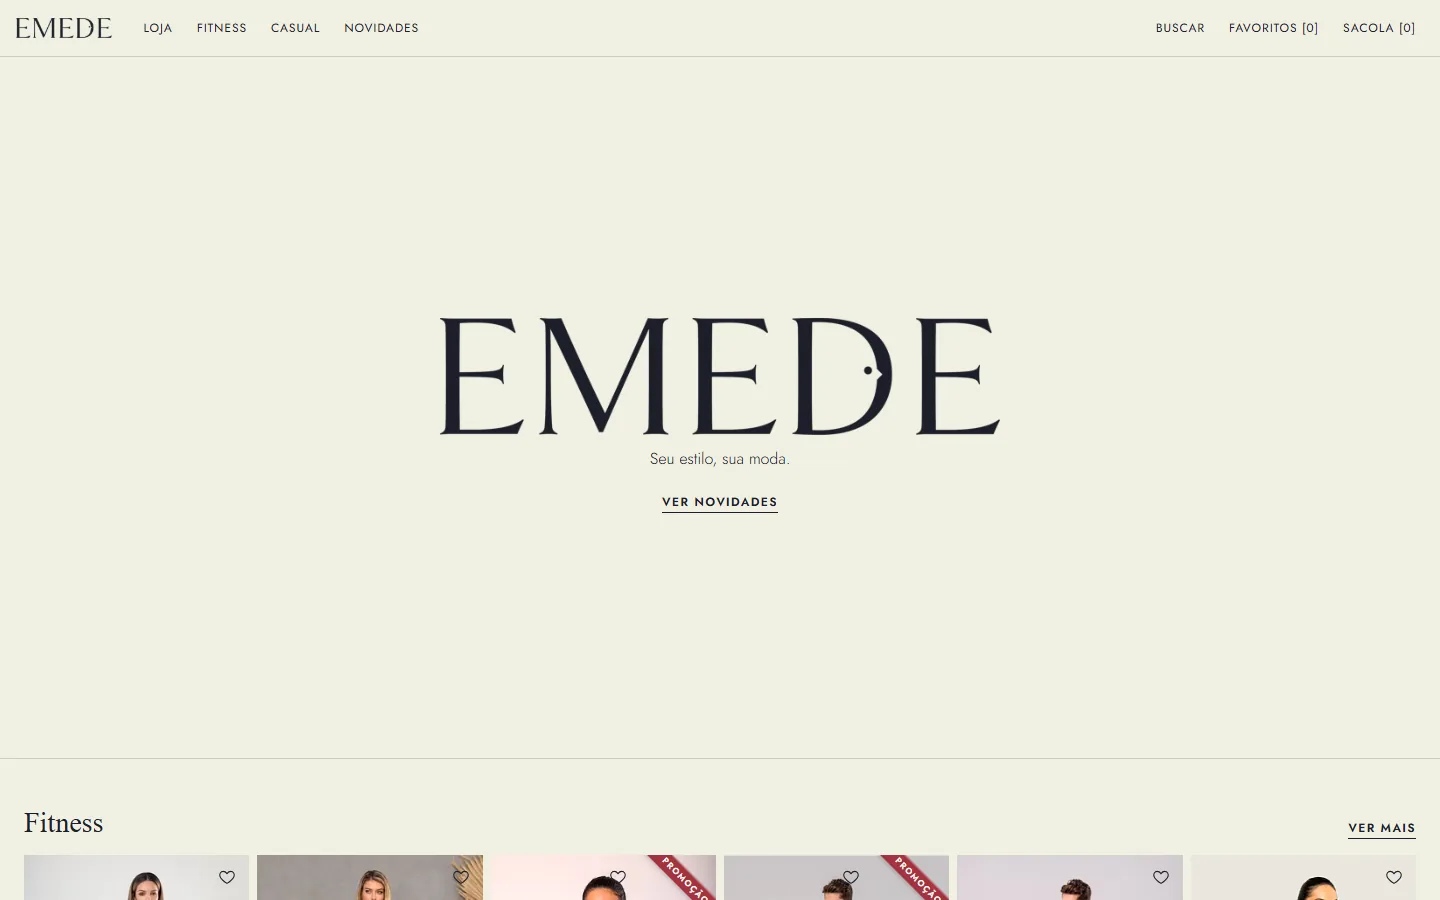 EMEDE LOJA FITNESS CASUAL NOVIDADES BUSCAR FAVORITOS [0] SACOLA [0]
EMEDE
Seu estilo, sua moda.
VER NOVIDADES
Fitness
VER MAIS
PROMOÇÃO
PROMOÇÃO